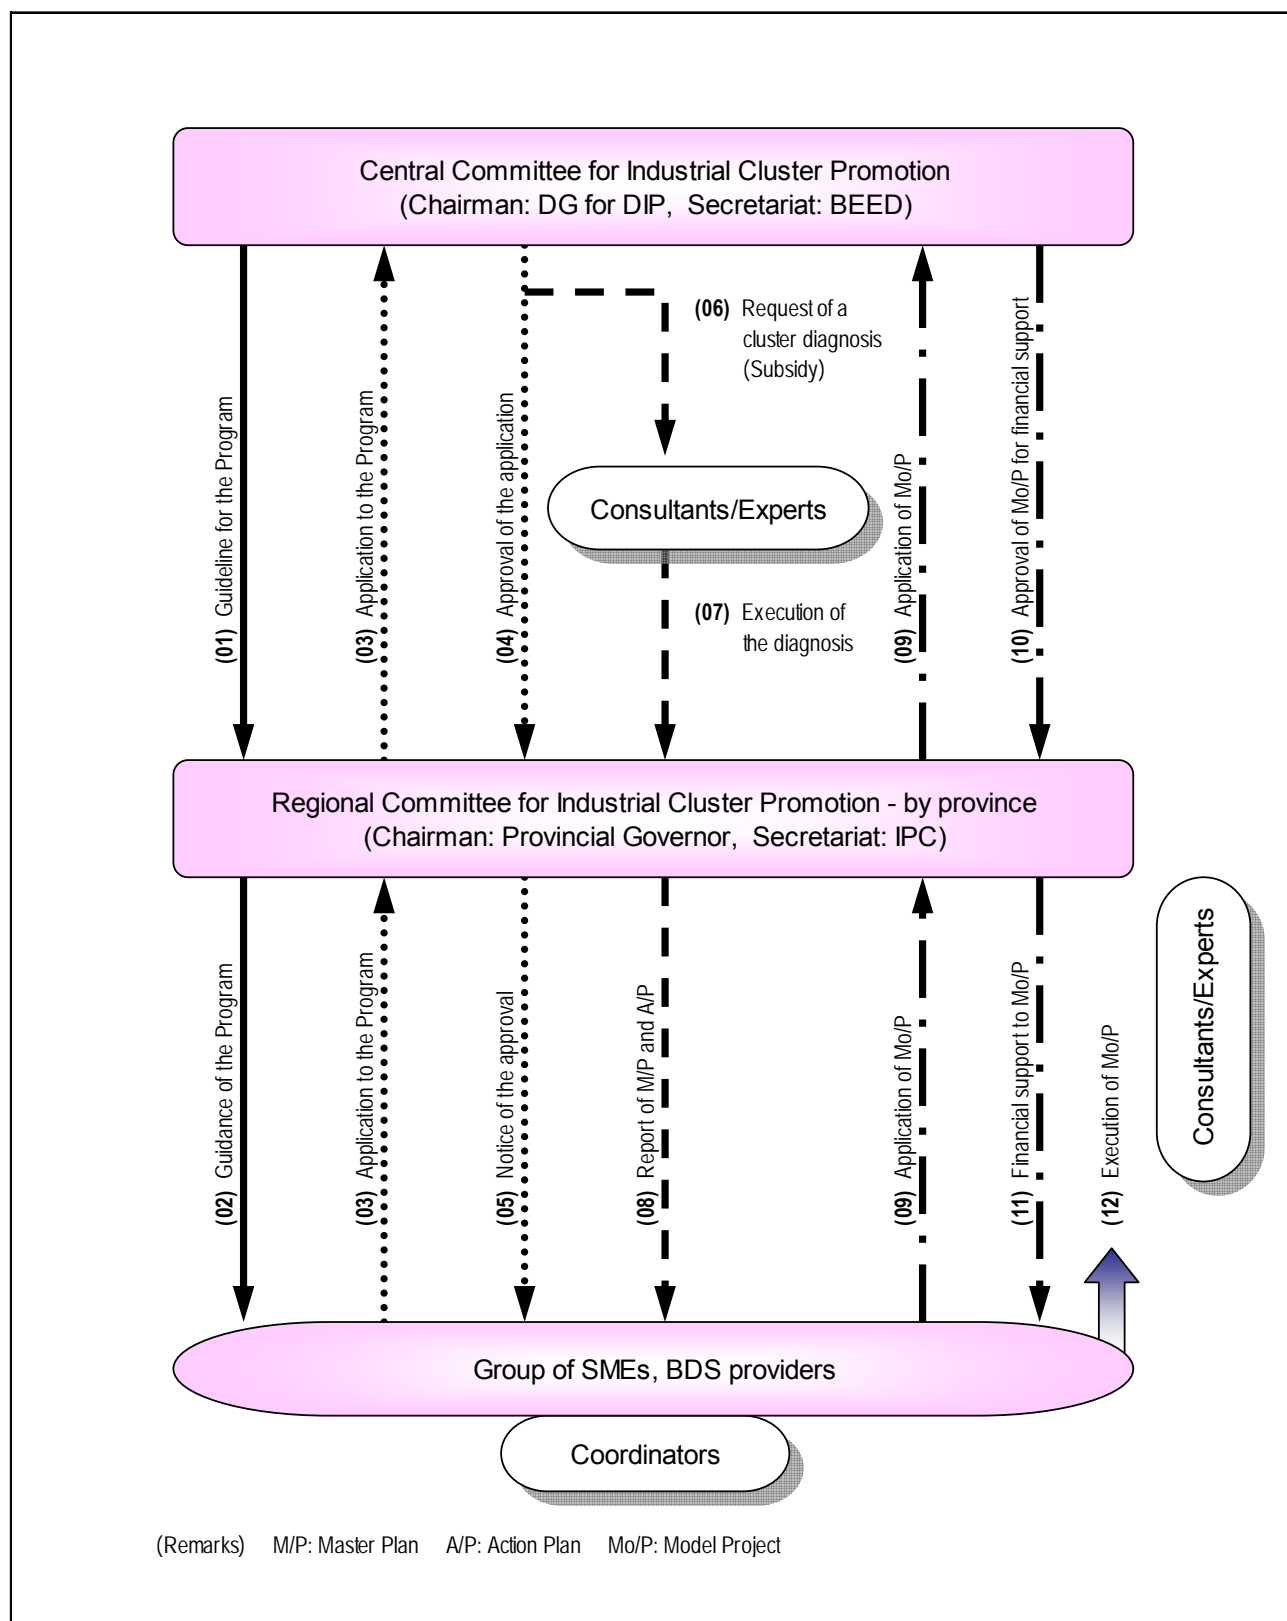 Central Committee for Industrial Cluster Promotion
(Chairman: DG for DIP, Secretariat: BEED)
(01) Guideline for the Program
(03) Application to the Program
(04) Approval of the application
(06) Request of a
cluster diagnosis
(Subsidy)
Consultants/Experts
(07) Execution of
the diagnosis
(09) Application of Mo/P
(10) Approval of Mo/P for financial support
Regional Committee for Industrial Cluster Promotion - by province
(Chairman: Provincial Governor, Secretariat: IPC)
(02) Guidance of the Program
(03) Application to the Program
(05) Notice of the approval
(08) Report of M/P and A/P
(09) Application of Mo/P
(11) Financial support to Mo/P
(12) Execution of Mo/P
Consultants/Experts
Group of SMEs, BDS providers
Coordinators
(Remarks) M/P: Master Plan A/P: Action Plan Mo/P: Model Project